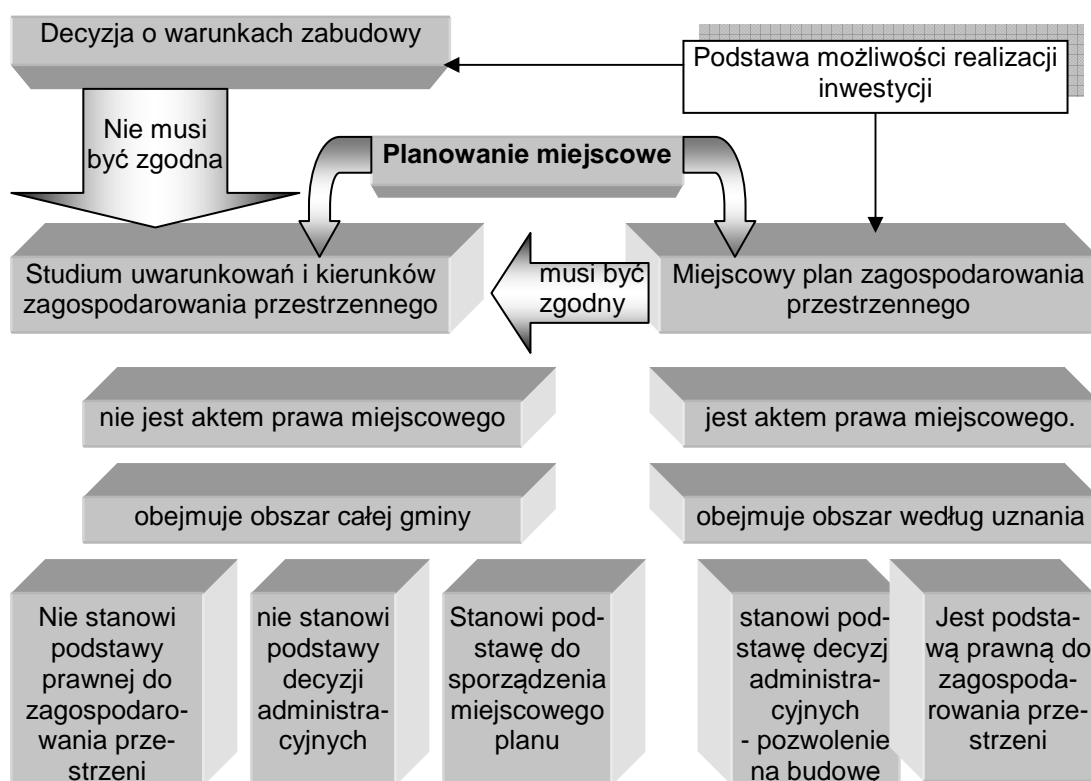 Decyzja o warunkach zabudowy
Podstawa możliwości realizacji
inwestycji
Nie musi
być zgodna
Planowanie miejscowe
Studium uwarunkowań i kierunków
zagospodarowania przestrzennego
musi być
zgodny
Miejscowy plan zagospodarowania
przestrzennego
nie jest aktem prawa miejscowego
jest aktem prawa miejscowego.
obejmuje obszar całej gminy
obejmuje obszar według uznania
Nie stanowi
podstawy
prawnej do
zagospodaro-
wania prze-
strzeni
nie stanowi
podstawy
decyzji
administra-
cyjnych
Stanowi pod-
stawę do
sporządzenia
miejscowego
planu
stanowi pod-
stawę decyzj
administra-
cyjnych
- pozwolenie
na budowę
Jest podsta-
wą prawną do
zagospoda-
rowania prze-
strzeni